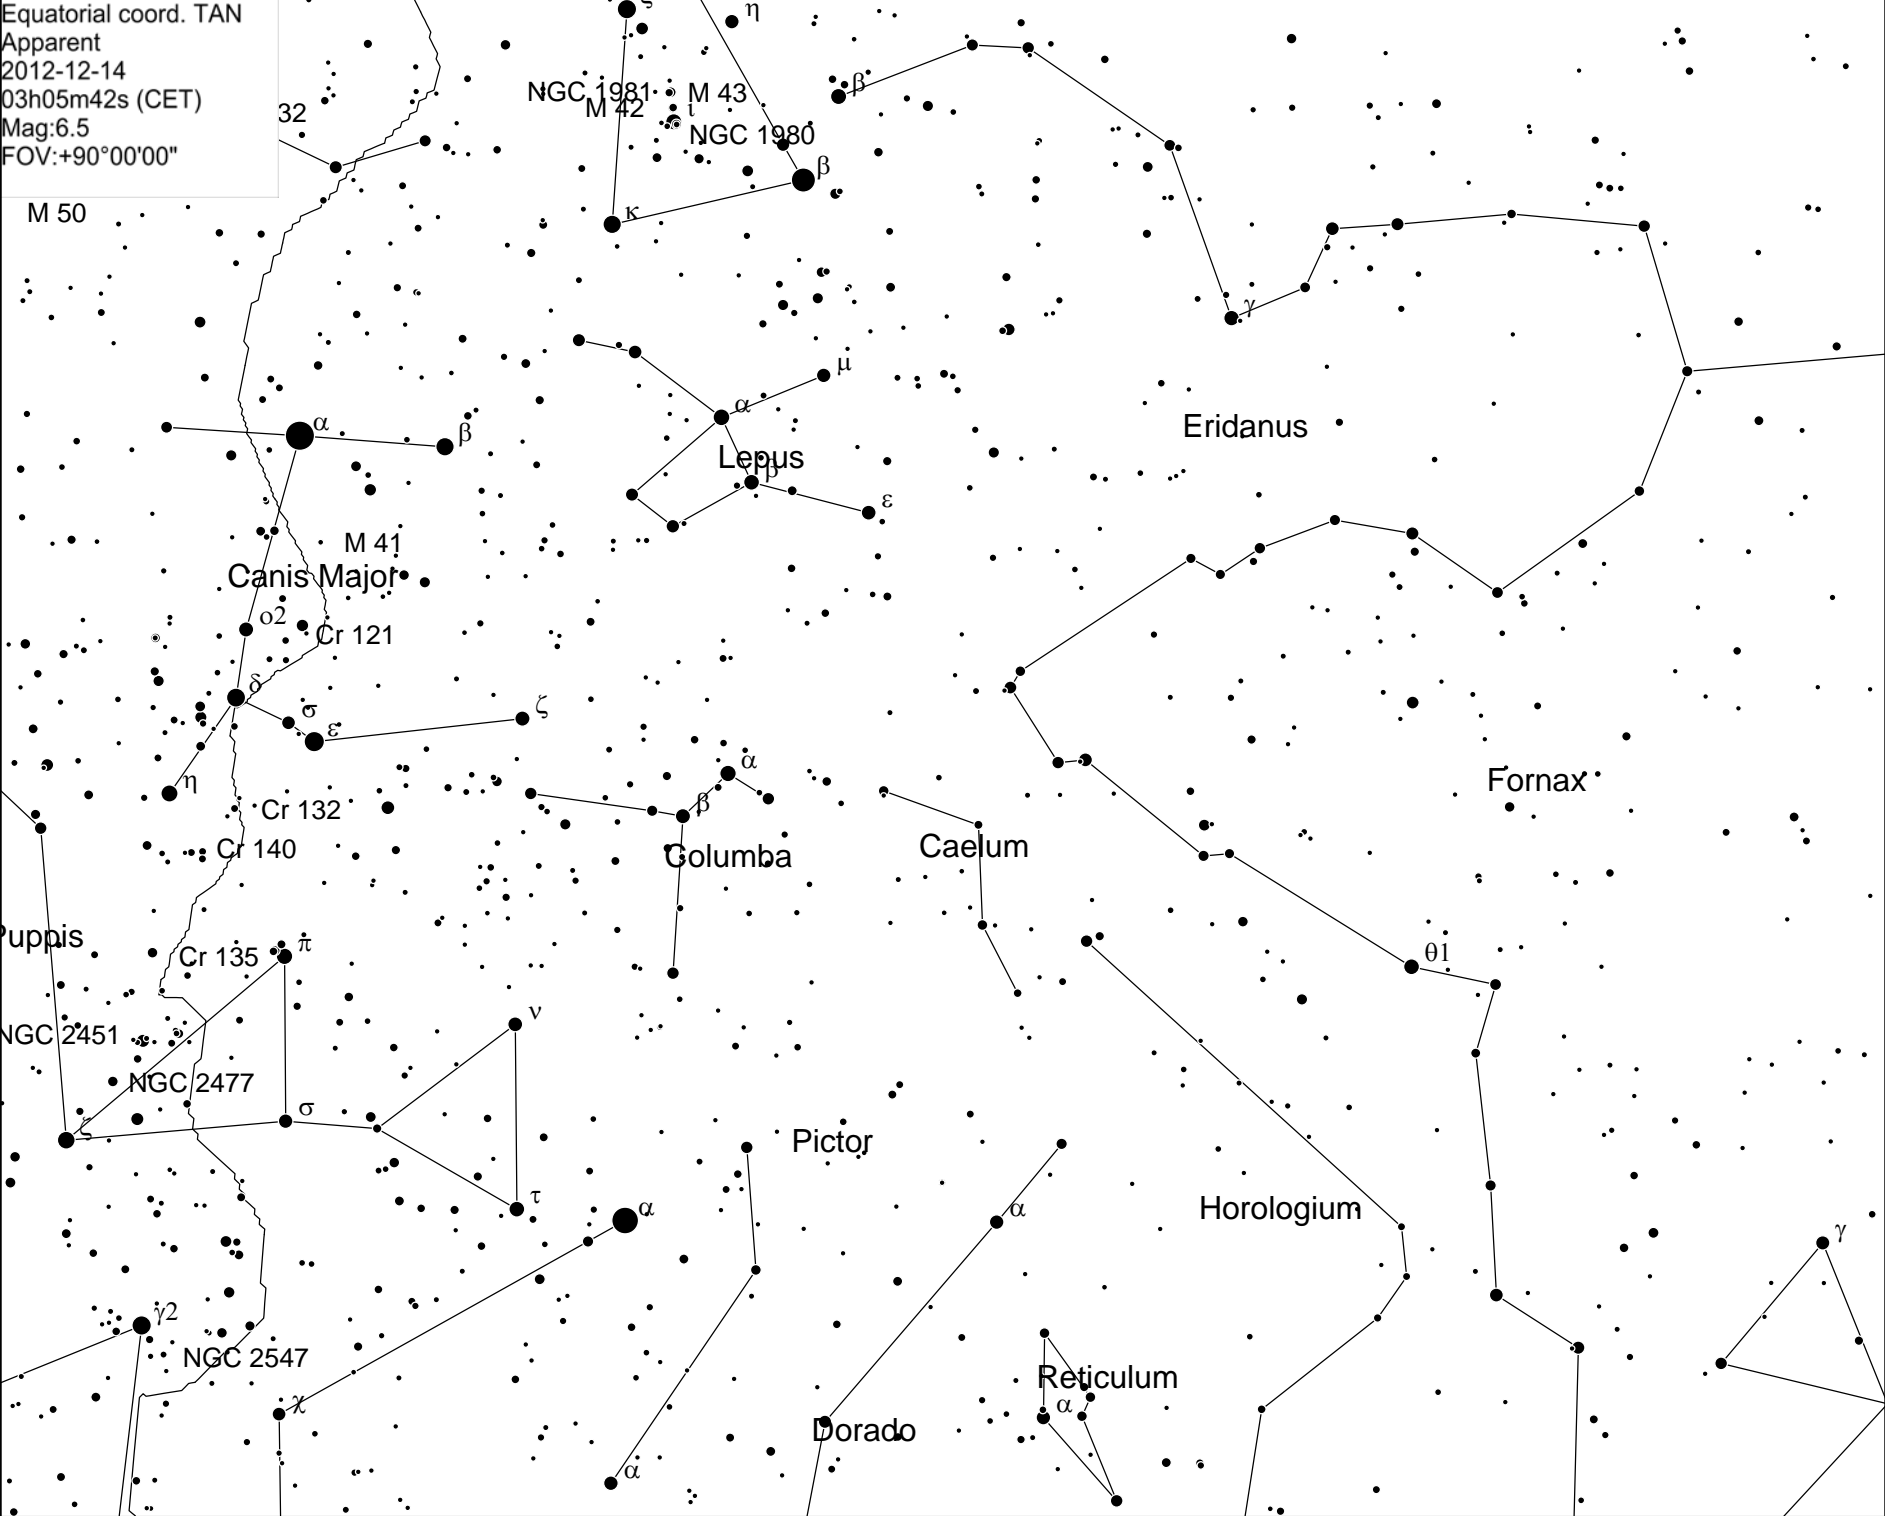 Equatorial coord. TAN
Apparent
2012-12-14
03h05m42s (CET)
Mag:6.5
FOV:+90°00'00"
32
M 50
ζ
η
NGC 1981
M 43
M 42
ι
NGC 1980
β
β
κ
γ
μ
α
α
β
Lepus
β
ε
Eridanus
M 41
Canis Major
ο2
Cr 121
δ
σ
ε
ζ
η
α
Fornax
Cr 132
β
Cr 140
Columba
Caelum
Puppis
π
Cr 135
θ1
ν
NGC 2451
NGC 2477
σ
ζ
Pictor
τ
α
α
Horologium
γ
γ2
NGC 2547
Reticulum
χ
α
Dorado
α